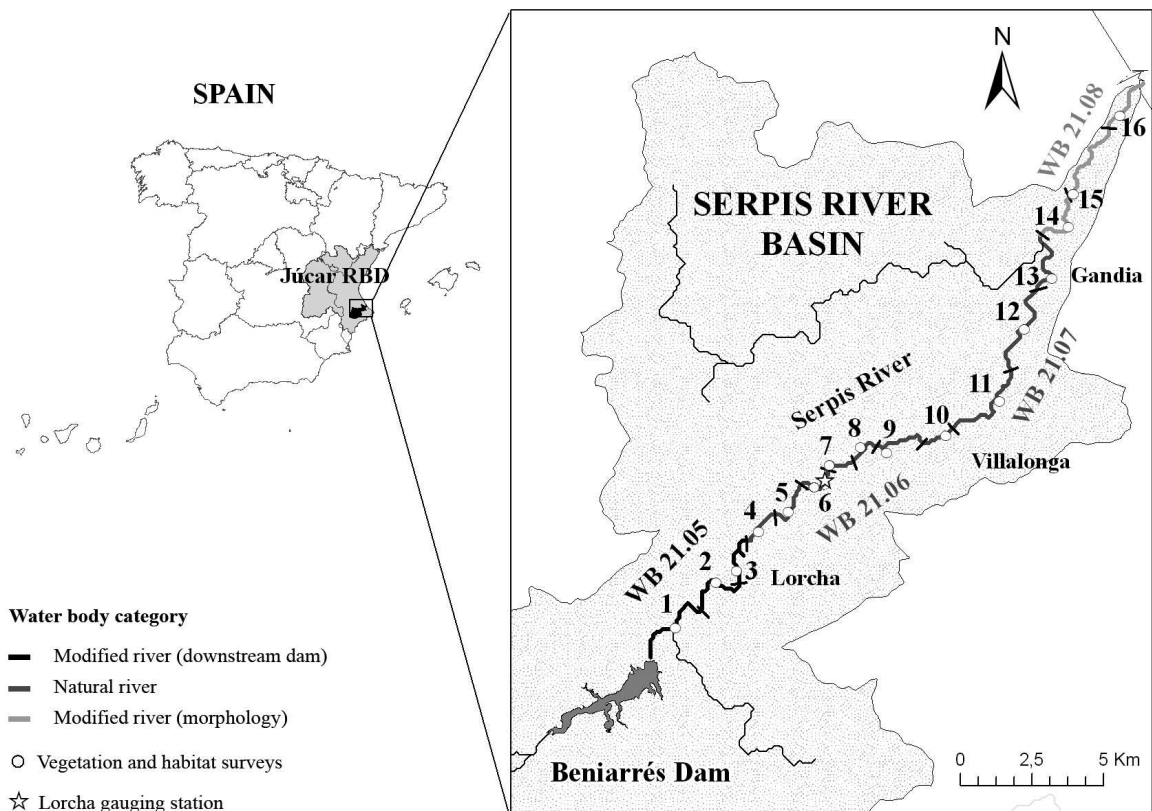 SPAIN
Júcar RBD
Water body category
Modified river (downstream dam)
Natural river
Modified river (morphology)
Vegetation and habitat surveys
Lorcha gauging station
N
SERPIS RIVER
BASIN
WB 21.08
16
15
14
13
Gandia
12
WB 21.07
11
Serpis River
10
9
8
Villalonga
7
6
WB 21.06
5
4
WB 21.05
3
Lorcha
2
1
Beniarrés Dam
0 2,5 5 Km